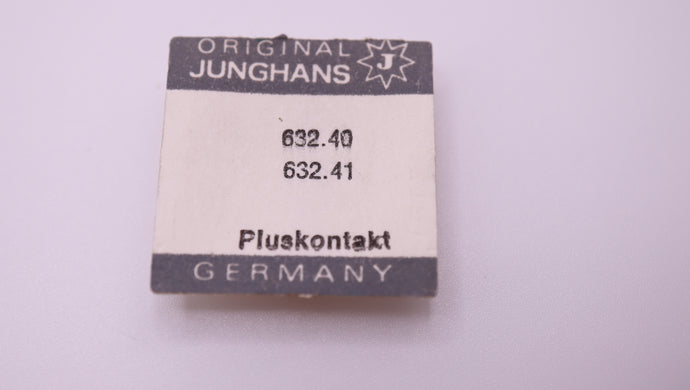 ORIGINAL
JUNGHANS J
632.40
632.41
Pluskontakt
GERMANY